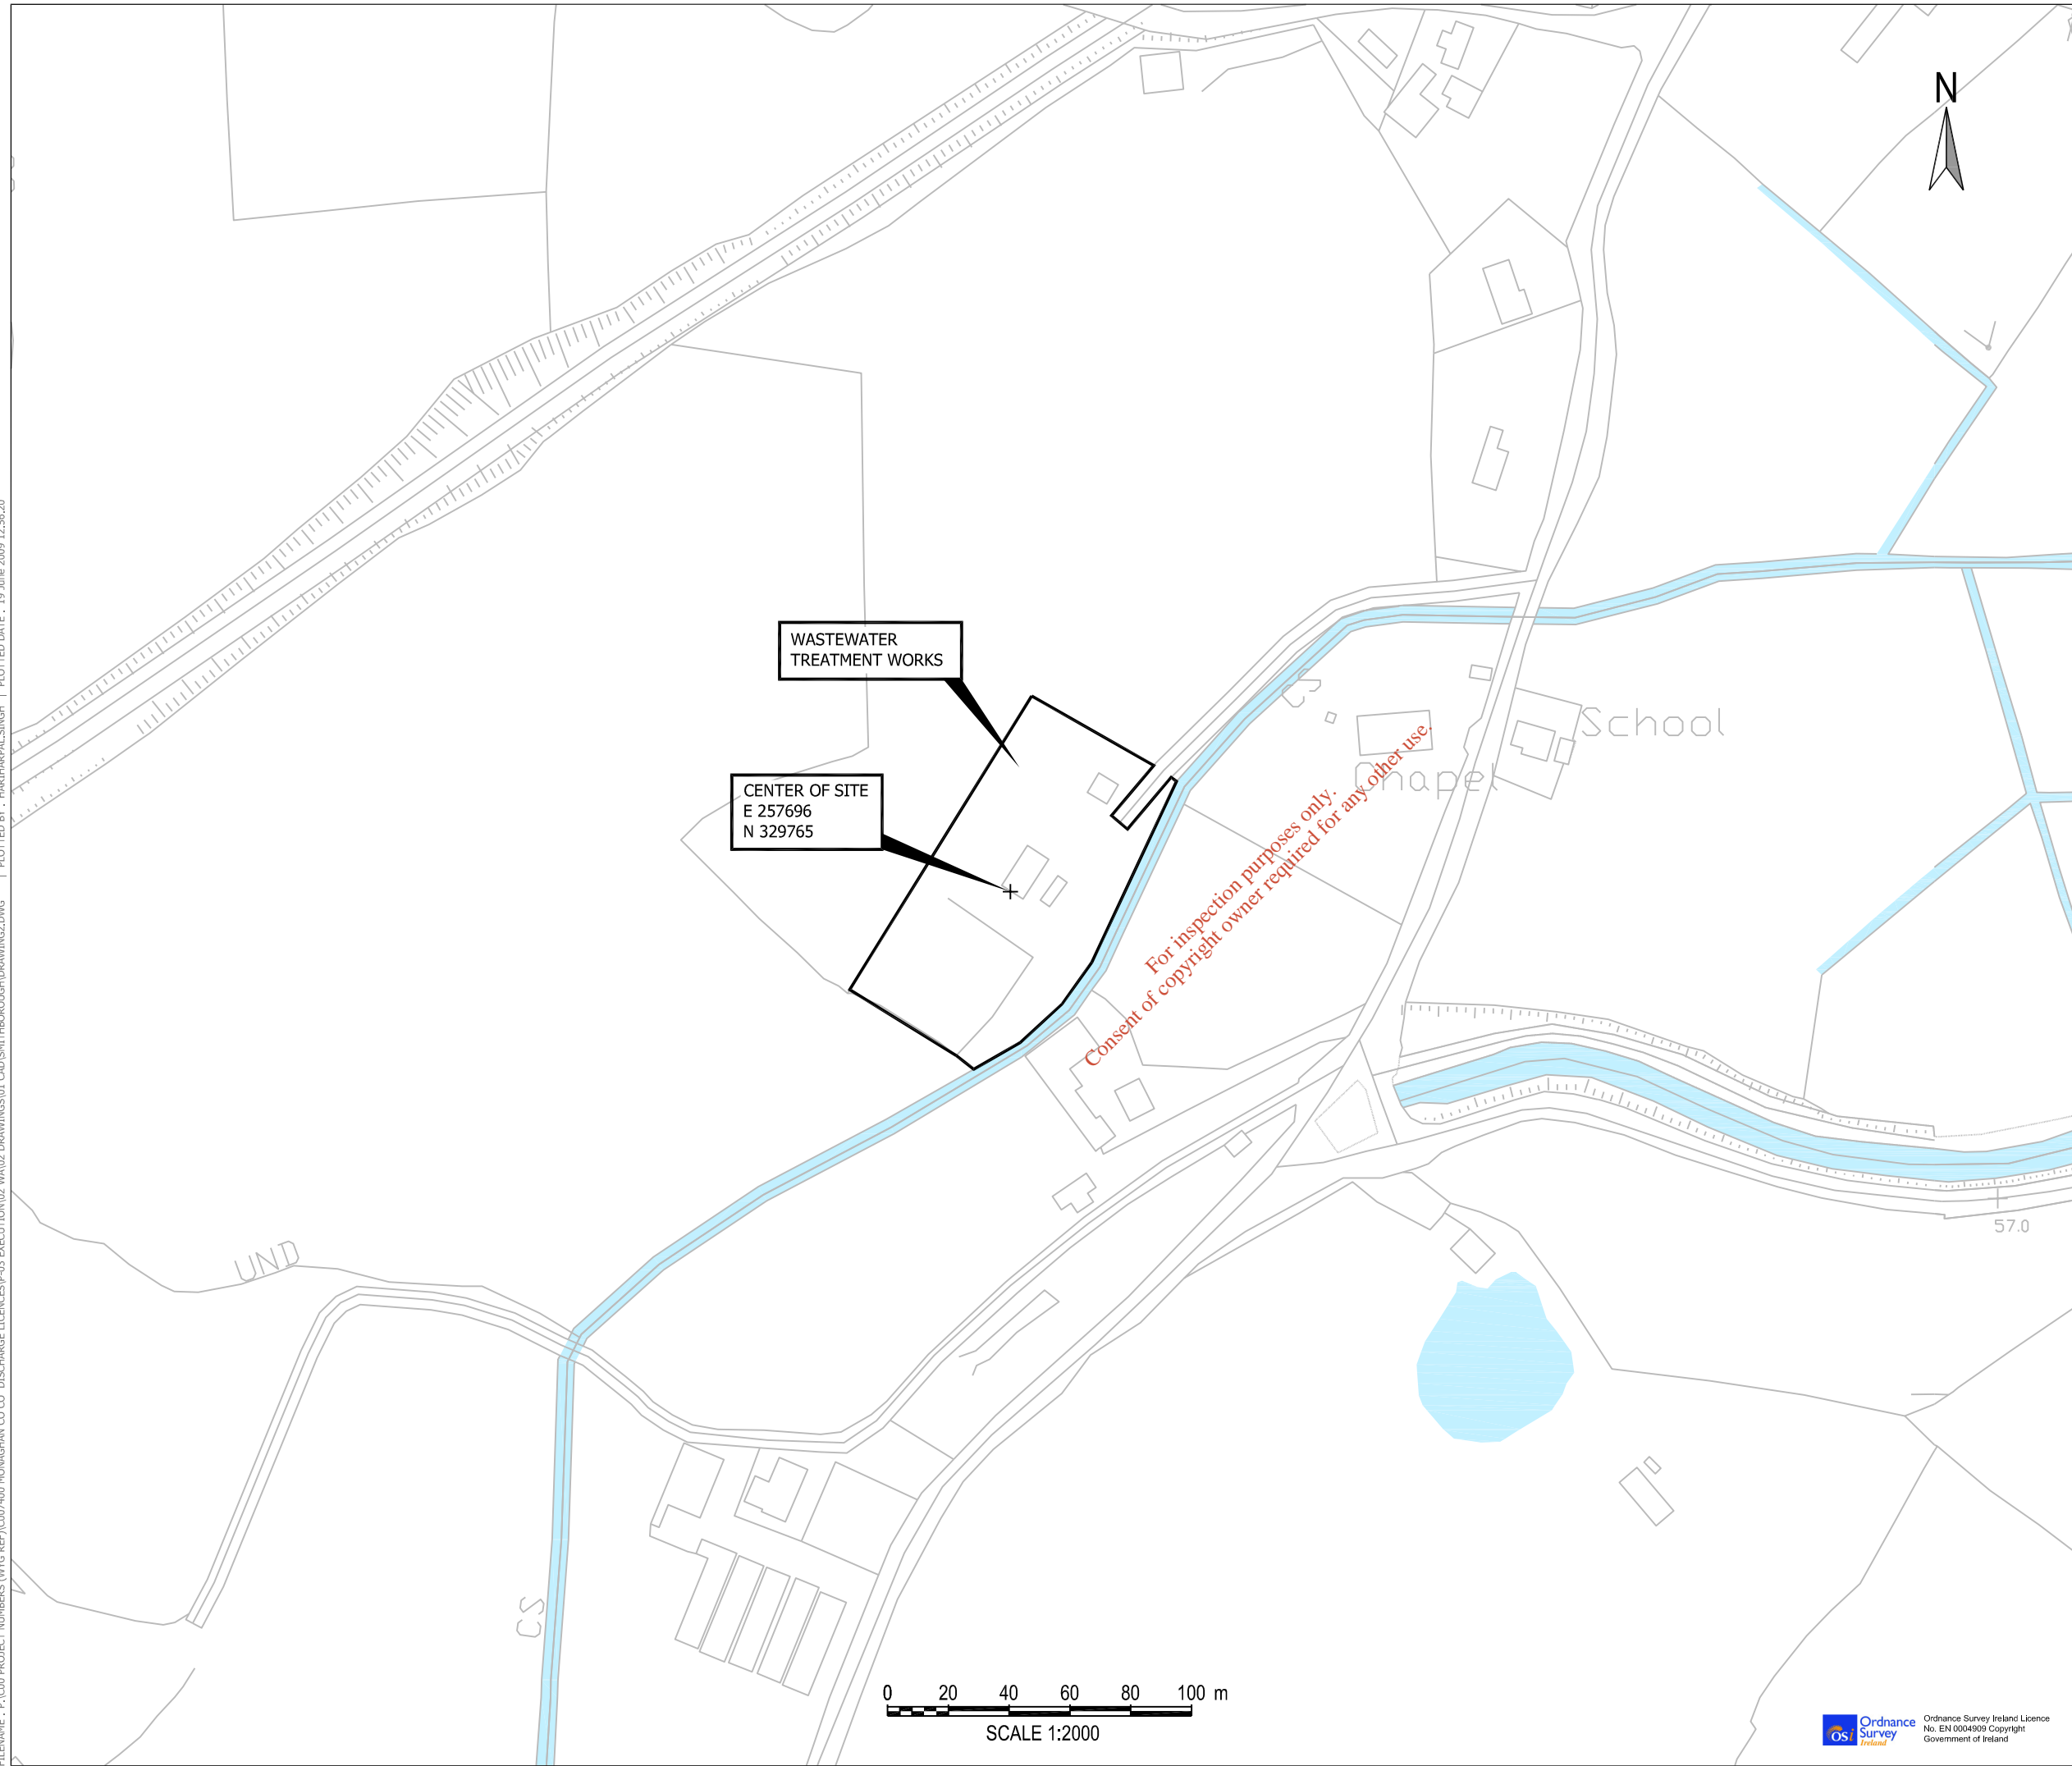 N
WASTEWATER
TREATMENT WORKS
CENTER OF SITE
E 257696
N 329765
School
Chapel
For inspection purposes only.
Consent of copyright owner required for any other use.
57.0
UND
CS
CS
0 20 40 60 80 100 m
SCALE 1:2000
OSi
Ordnance
Survey
Ireland
Ordnance Survey Ireland Licence
No. EN 0004909 Copyright
Government of Ireland